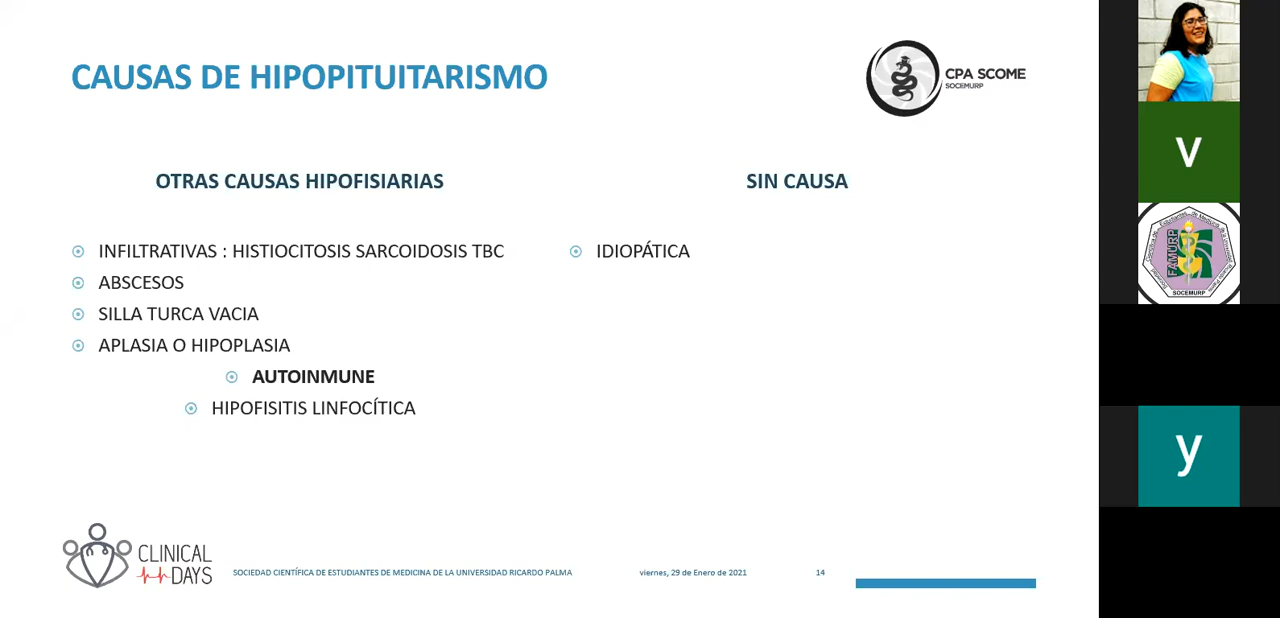 CAUSAS DE HIPOPITUITARISMO
CPA SCOME
SOCEMURP
OTRAS CAUSAS HIPOFISIARIAS
INFILTRATIVAS : HISTIOCITOSIS SARCOIDOSIS TBC
ABSCESOS
SILLA TURCA VACIA
APLASIA O HIPOPLASIA
AUTOINMUNE
HIPOFISITIS LINFOCÍTICA
SIN CAUSA
IDIOPÁTICA
CLINICAL
DAYS
SOCIEDAD CIENTÍFICA DE ESTUDIANTES DE MEDICINA DE LA UNIVERSIDAD RICARDO PALMA
viernes, 29 de Enero de 2021
14
V
FAMURP
SOCEMURP
y